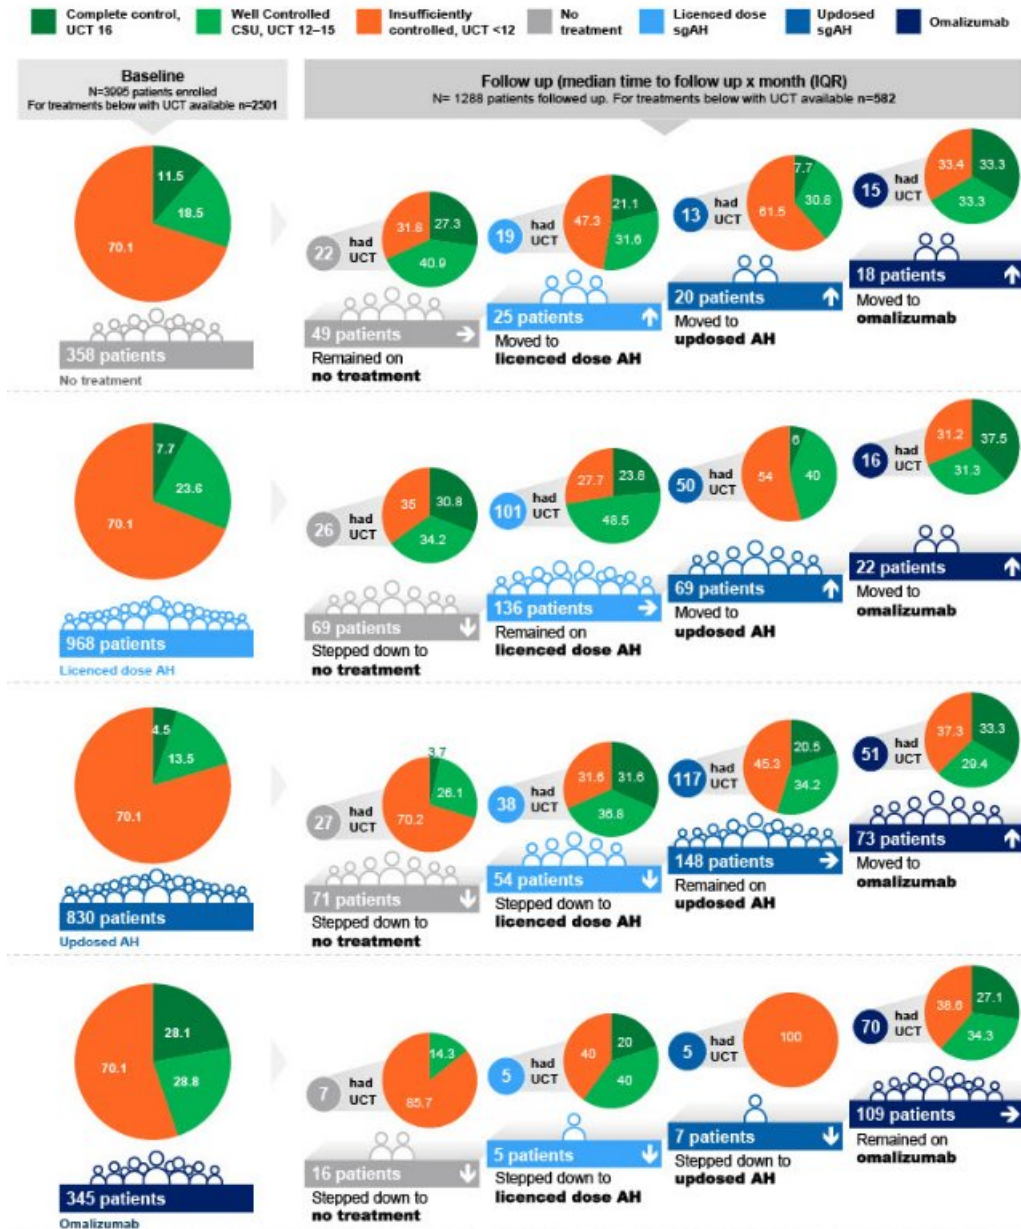 Complete control, UCT 16
Well Controlled CSU, UCT 12–15
Insufficiently controlled, UCT <12
No treatment
Licenced dose sgAH
Updosed sgAH
Omalizumab
Baseline
N=3995 patients enrolled
For treatments below with UCT available n=2501
Follow up (median time to follow up x month (IQR)
N= 1288 patients followed up. For treatments below with UCT available n=582
11.5
18.5
70.1
358 patients
No treatment
22 had UCT
31.8
27.3
40.9
49 patients
Remained on
no treatment
19 had UCT
47.3
21.1
31.6
25 patients
Moved to
licenced dose AH
13 had UCT
7.7
30.8
61.5
20 patients
Moved to
updosed AH
15 had UCT
33.4
33.3
33.3
18 patients
Moved to
omalizumab
7.7
23.6
70.1
968 patients
Licenced dose AH
26 had UCT
35
30.8
34.2
69 patients
Stepped down to
no treatment
101 had UCT
27.7
23.8
48.5
136 patients
Remained on
licenced dose AH
50 had UCT
6
40
54
69 patients
Moved to
updosed AH
16 had UCT
31.2
37.5
31.3
22 patients
Moved to
omalizumab
4.5
13.5
70.1
830 patients
Updosed AH
27 had UCT
3.7
26.1
70.2
71 patients
Stepped down to
no treatment
38 had UCT
31.6
31.6
36.8
54 patients
Stepped down to
licenced dose AH
117 had UCT
45.3
20.5
34.2
148 patients
Remained on
updosed AH
51 had UCT
37.3
33.3
29.4
73 patients
Moved to
omalizumab
28.1
28.8
70.1
345 patients
Omalizumab
7 had UCT
14.3
85.7
16 patients
Stepped down to
no treatment
5 had UCT
40
20
40
5 patients
Stepped down to
licenced dose AH
5 had UCT
100
7 patients
Stepped down to
updosed AH
70 had UCT
38.6
27.1
34.3
109 patients
Remained on
omalizumab